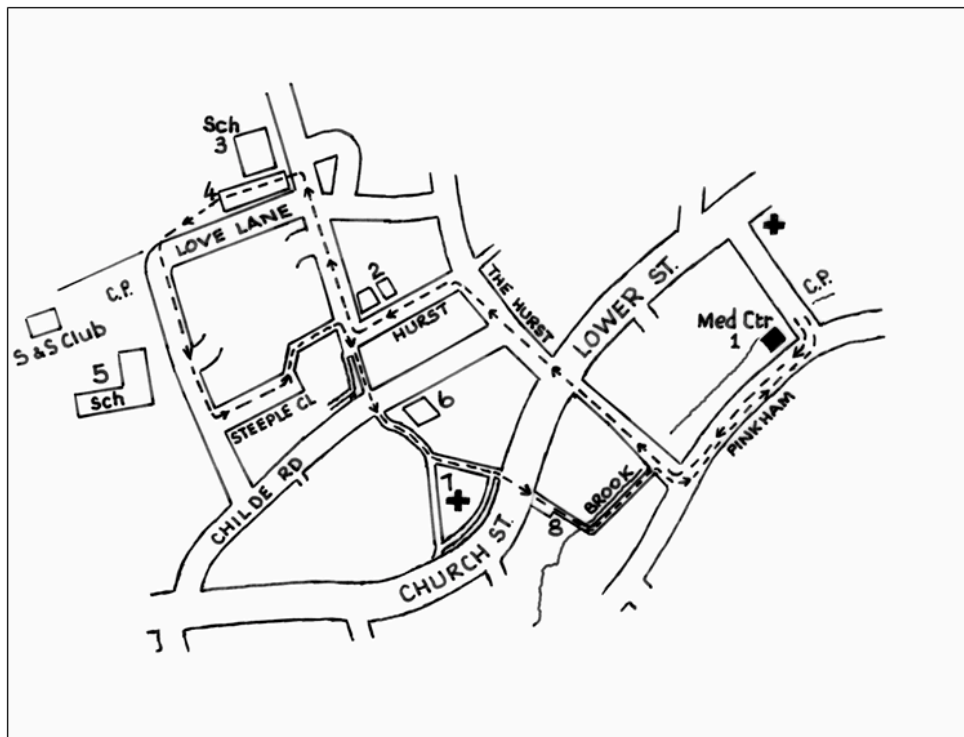 Sch
3
4
LOVE LANE
C.P.
S & S Club
5
Sch
2
HURST
THE HURST
LOWER ST.
C.P.
Med Ctr
1
PINKHAM
STEEPLE CL
6
CHILDE RD
7
BROOK
8
CHURCH ST.